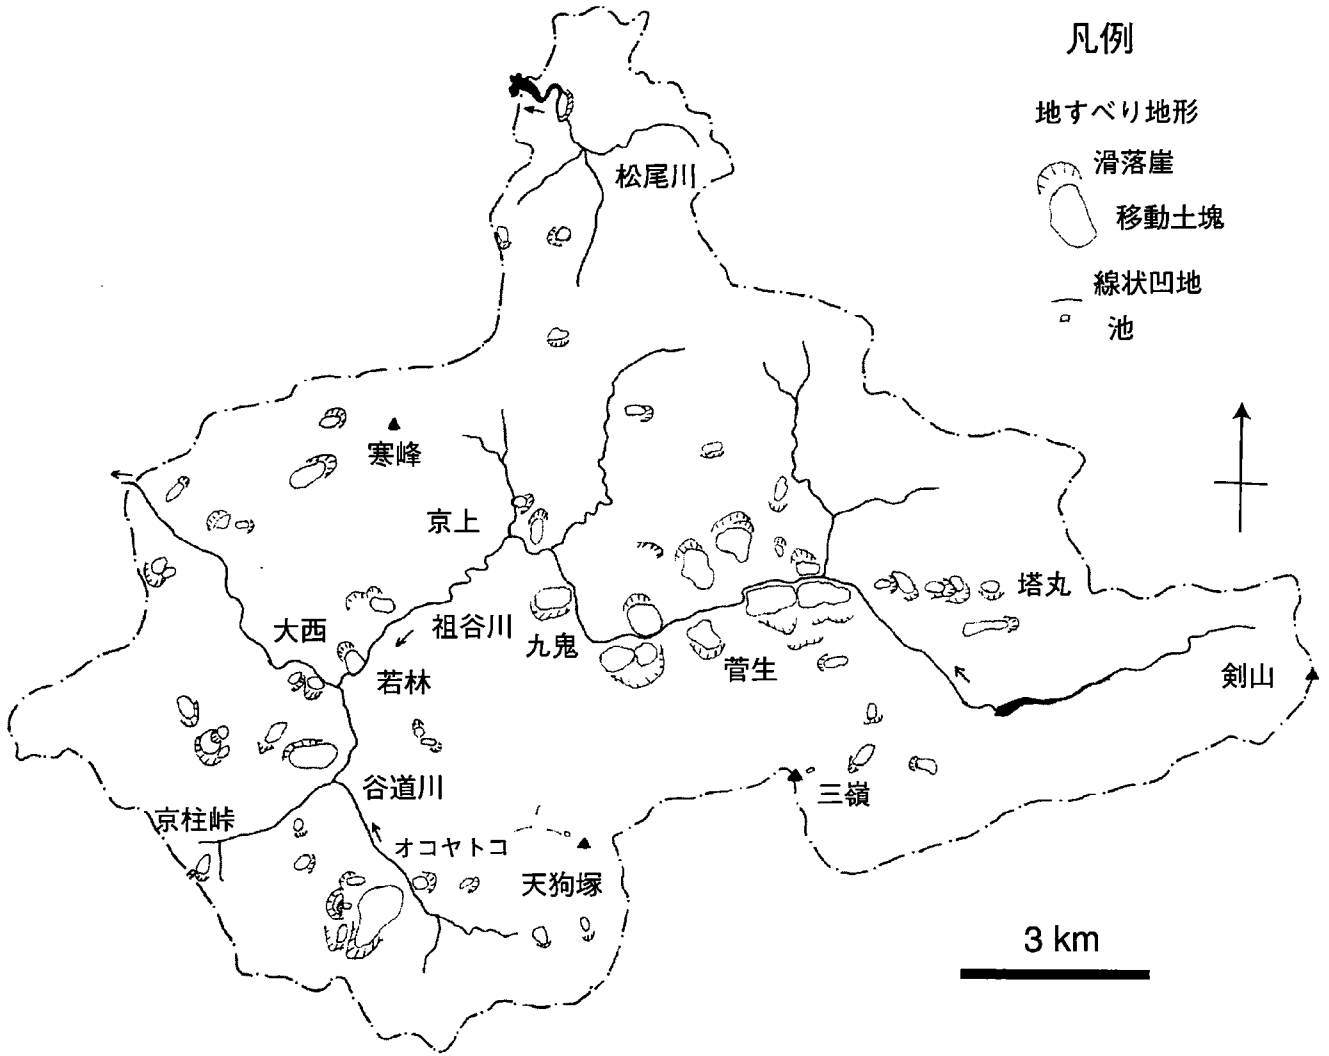 凡例
地すべり地形
滑落崖
移動土塊
線状凹地
池
松尾川
寒峰
京上
祖谷川
九鬼
大西
若林
菅生
塔丸
剣山
谷道川
三嶺
京柱峠
オコヤトコ
天狗塚
3 km